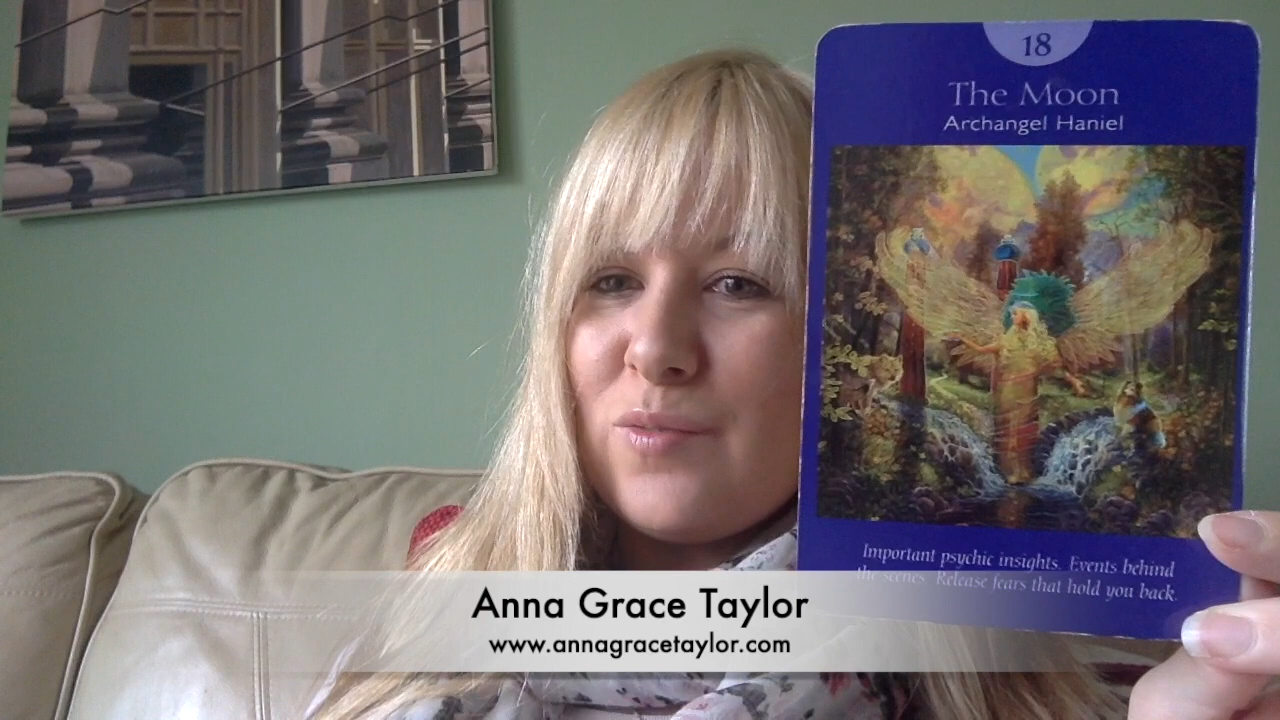 18
The Moon
Archangel Haniel
Important psychic insights. Events behind
the scenes. Release fears that hold you back.
Anna Grace Taylor
www.annagracetaylor.com